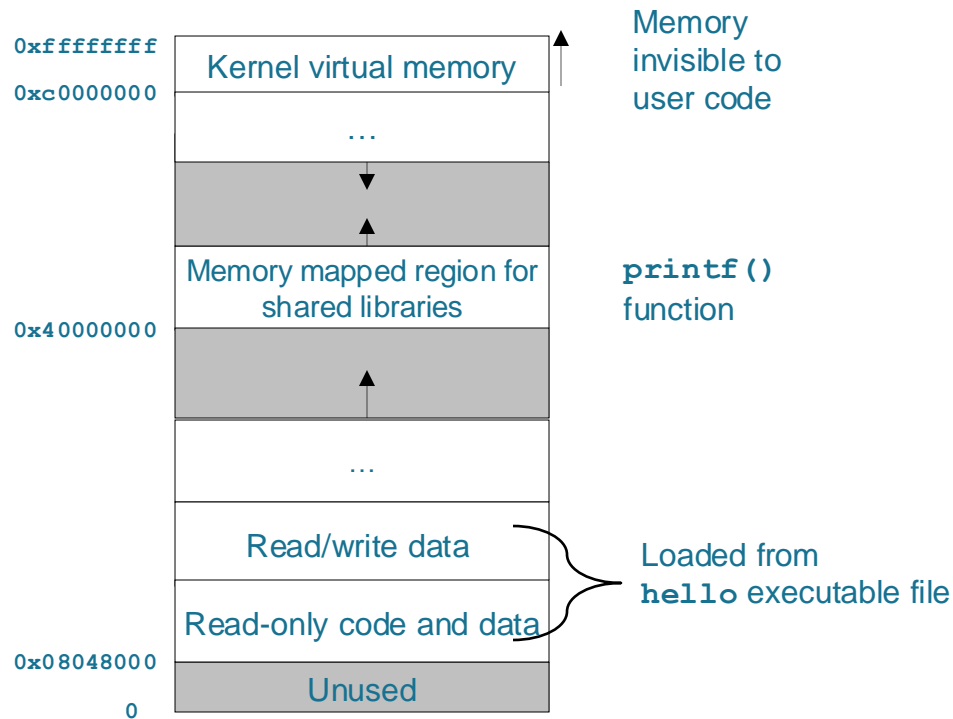 0xffffffff
Kernel virtual memory
Memory
invisible to
user code
0xc0000000
…
Memory mapped region for
shared libraries
printf()
function
0x40000000
…
Read/write data
Loaded from
hello executable file
Read-only code and data
0x08048000
Unused
0